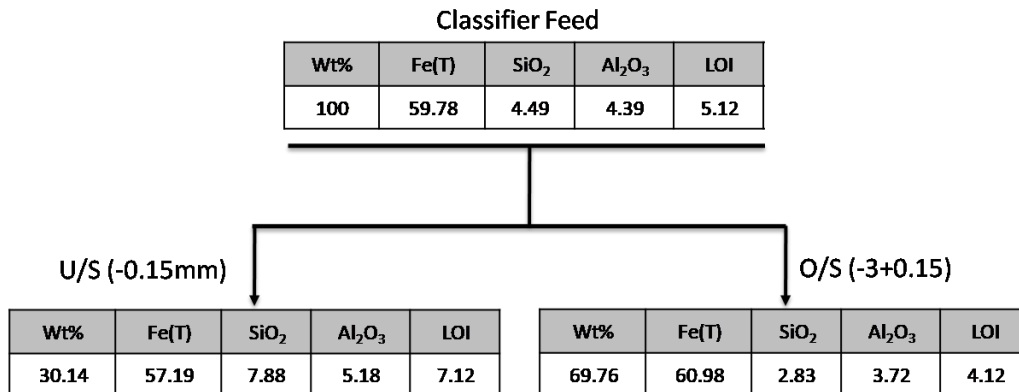 Classifier Feed
Wt% Fe(T) SiO₂ Al₂O₃ LOI
100 59.78 4.49 4.39 5.12
U/S (-0.15mm)
O/S (-3+0.15)
Wt% Fe(T) SiO₂ Al₂O₃ LOI
30.14 57.19 7.88 5.18 7.12
Wt% Fe(T) SiO₂ Al₂O₃ LOI
69.76 60.98 2.83 3.72 4.12